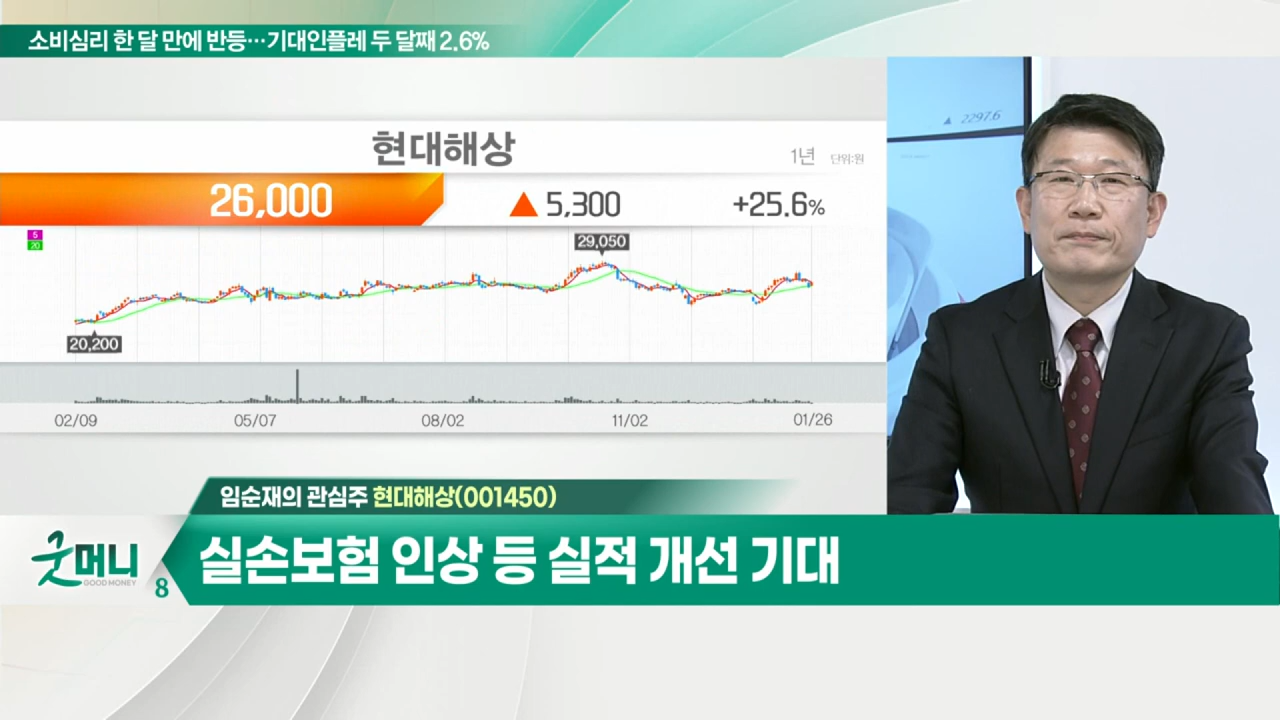 소비심리 한 달 만에 반등…기대인플레 두 달째 2.6%
▲ 2297.6
현대해상
1년 단위:원
26,000 ▲ 5,300 +25.6%
5
20
29,050
20,200
02/09 05/07 08/02 11/02 01/26
임순재의 관심주 현대해상(001450)
굿머니
GOOD MONEY
8
실손보험 인상 등 실적 개선 기대